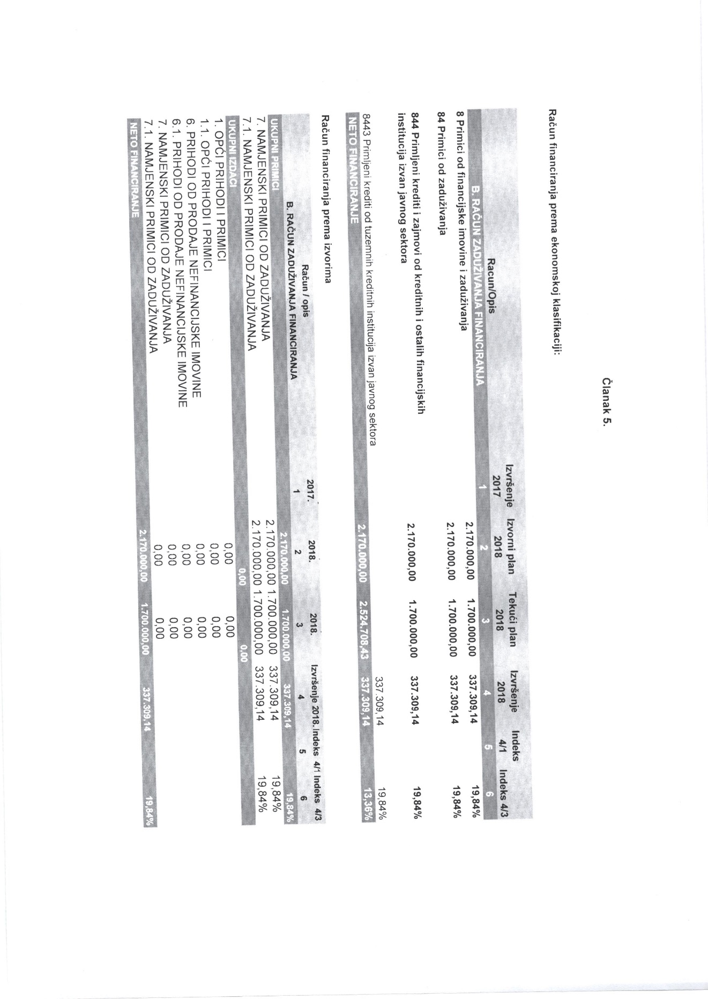 Članak 5.
Račun financiranja prema ekonomskoj klasifikaciji:
Racun/Opis Izvršenje 2017 Izvorni plan 2018 Tekući plan 2018 Izvršenje 2018 Indeks 4/1 Indeks 4/3
B. RAČUN ZADUŽIVANJA FINANCIRANJA 1 2 3 4 5 6
8 Primici od financijske imovine i zaduživanja 2.170.000,00 1.700.000,00 337.309,14 19,84%
84 Primici od zaduživanja 2.170.000,00 1.700.000,00 337.309,14 19,84%
844 Primljeni krediti i zajmovi od kreditnih i ostalih financijskih
institucija izvan javnog sektora 2.170.000,00 1.700.000,00 337.309,14 19,84%
8443 Primljeni krediti od tuzemnih kreditnih institucija izvan javnog sektora 337.309,14 19,84%
NETO FINANCIRANJE 2.170.000,00 2.524.708,43 337.309,14 13,36%
Račun financiranja prema izvorima
Račun / opis 2017. 2018. 2018. Izvršenje 2018. Indeks 4/1 Indeks 4/3
B. RAČUN ZADUŽIVANJA FINANCIRANJA 1 2 3 4 5 6
UKUPNI PRIMICI 2.170.000,00 1.700.000,00 337.309,14 19,84%
7. NAMJENSKI PRIMICI OD ZADUŽIVANJA 2.170.000,00 1.700.000,00 337.309,14 19,84%
7.1. NAMJENSKI PRIMICI OD ZADUŽIVANJA 2.170.000,00 1.700.000,00 337.309,14 19,84%
UKUPNI IZDACI 0,00 0,00
1. OPĆI PRIHODI I PRIMICI 0,00 0,00
1.1. OPĆI PRIHODI I PRIMICI 0,00 0,00
6. PRIHODI OD PRODAJE NEFINANCIJSKE IMOVINE 0,00 0,00
6.1. PRIHODI OD PRODAJE NEFINANCIJSKE IMOVINE 0,00 0,00
7. NAMJENSKI PRIMICI OD ZADUŽIVANJA 0,00 0,00
7.1. NAMJENSKI PRIMICI OD ZADUŽIVANJA 0,00 0,00
NETO FINANCIRANJE 2.170.000,00 1.700.000,00 337.309,14 19,84%